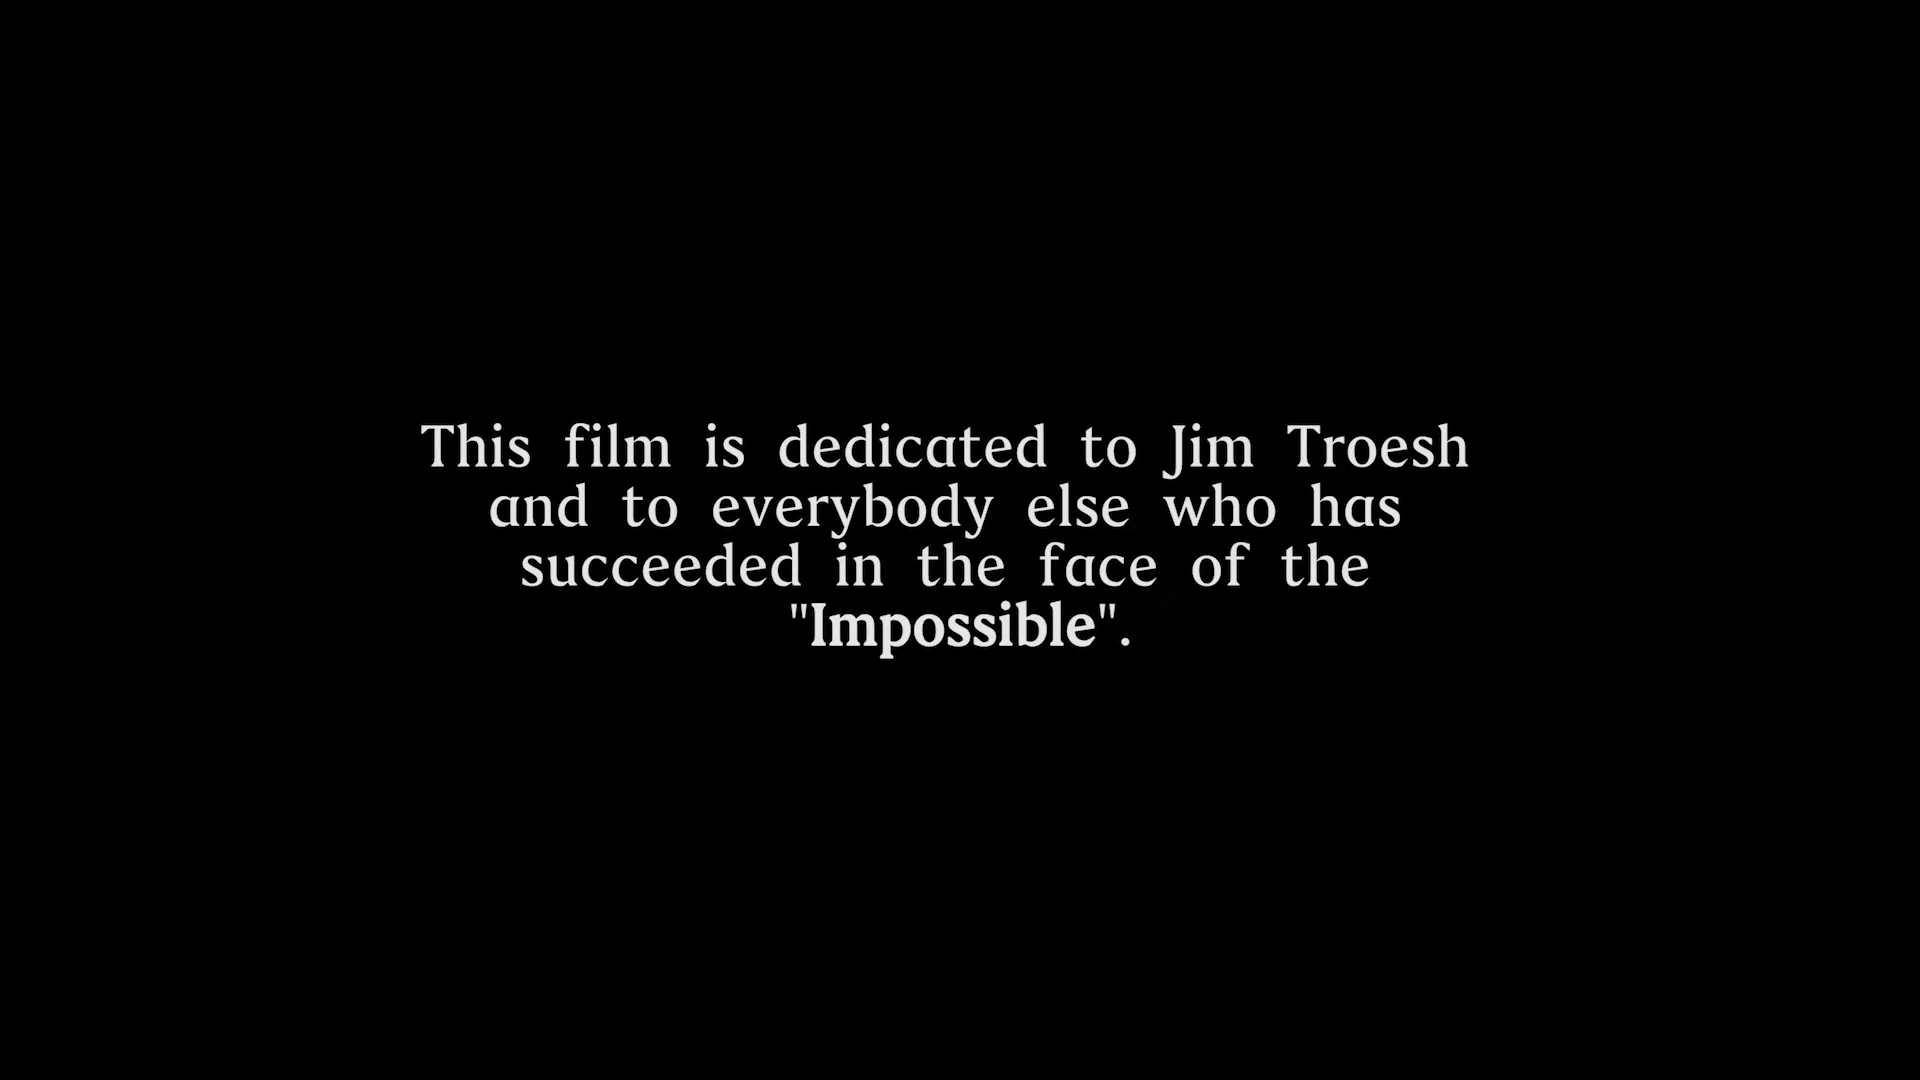 This film is dedicated to Jim Troesh
and to everybody else who has
succeeded in the face of the
"Impossible".